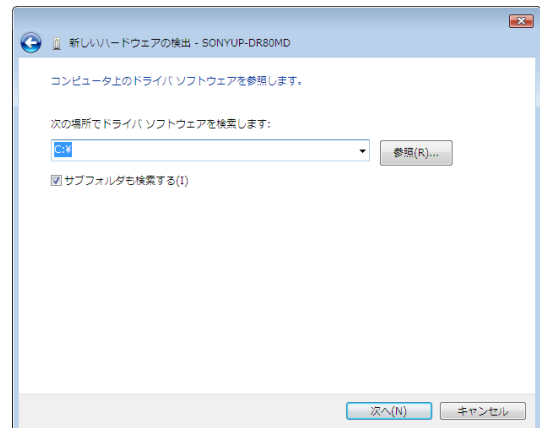 新しいハードウェアの検出 - SONYUP-DR80MD
コンピュータ上のドライバ ソフトウェアを参照します。
次の場所でドライバ ソフトウェアを検索します:
C:¥
参照(R)...
サブフォルダも検索する(I)
次へ(N)
キャンセル